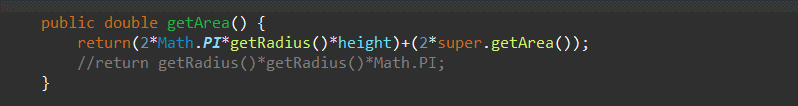 public double getArea() {
return(2*Math.PI*getRadius()*height)+(2*super.getArea());
//return getRadius()*getRadius()*Math.PI;
}